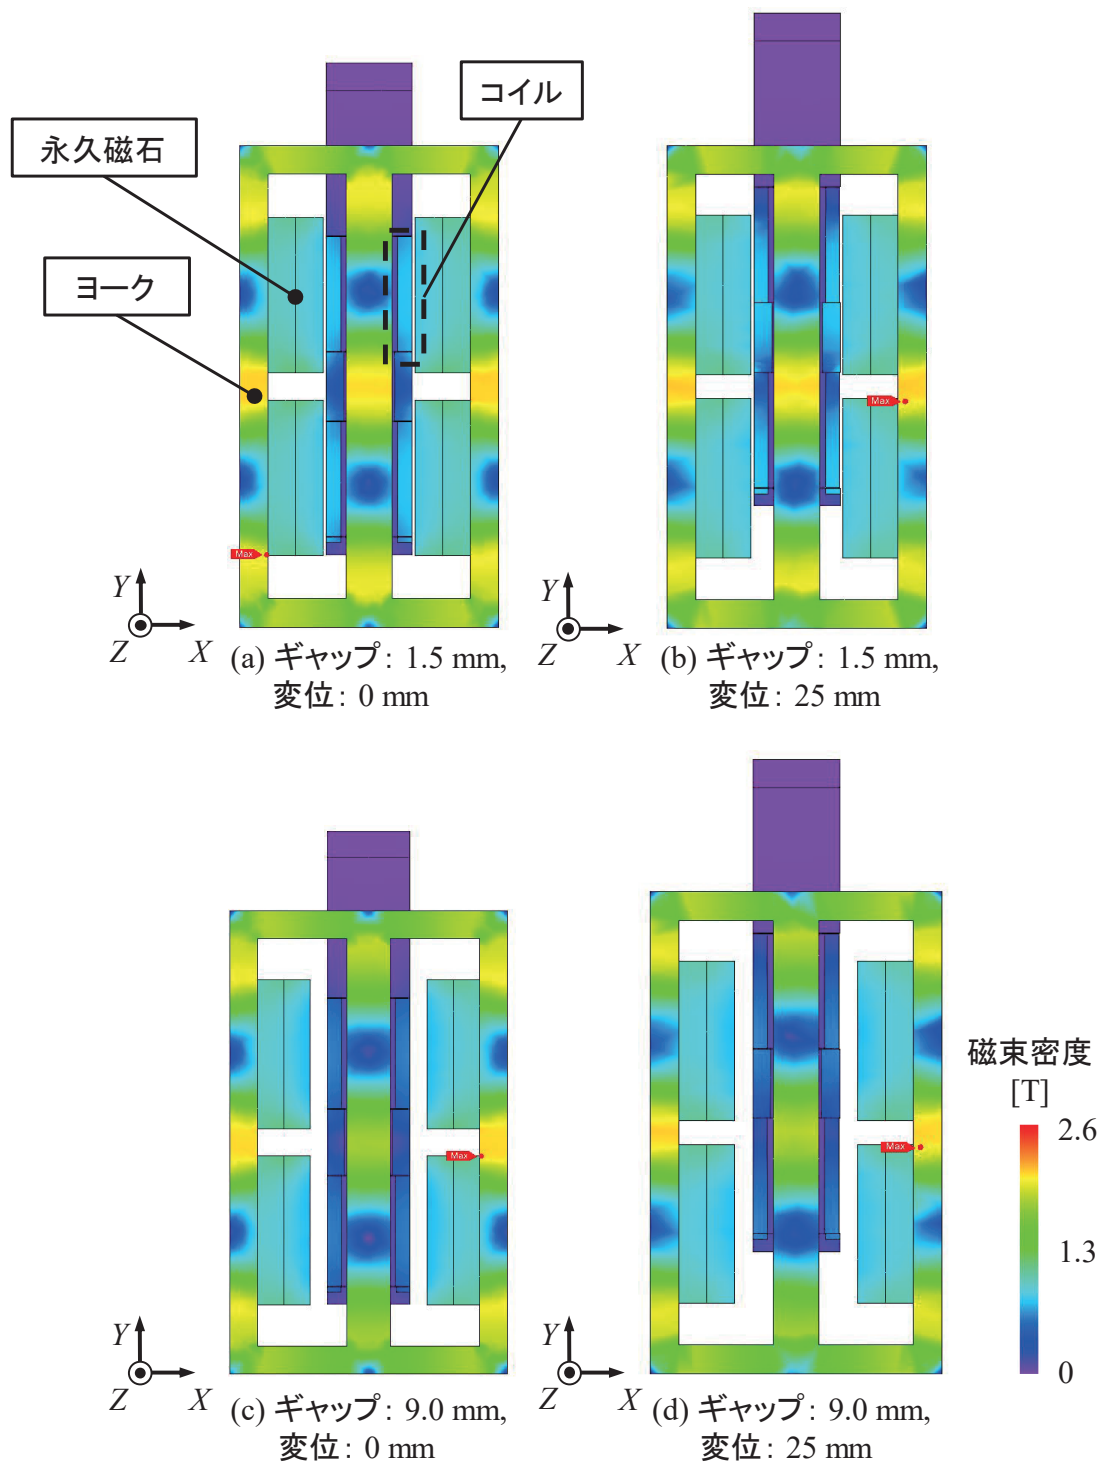 コイル
永久磁石
ヨーク
Max
Max
Y
Z
X
Y
Z
X
(a) ギャップ: 1.5 mm,
変位: 0 mm
(b) ギャップ: 1.5 mm,
変位: 25 mm
磁束密度
[T]
2.6
1.3
0
Max
Max
Y
Z
X
Y
Z
X
(c) ギャップ: 9.0 mm,
変位: 0 mm
(d) ギャップ: 9.0 mm,
変位: 25 mm